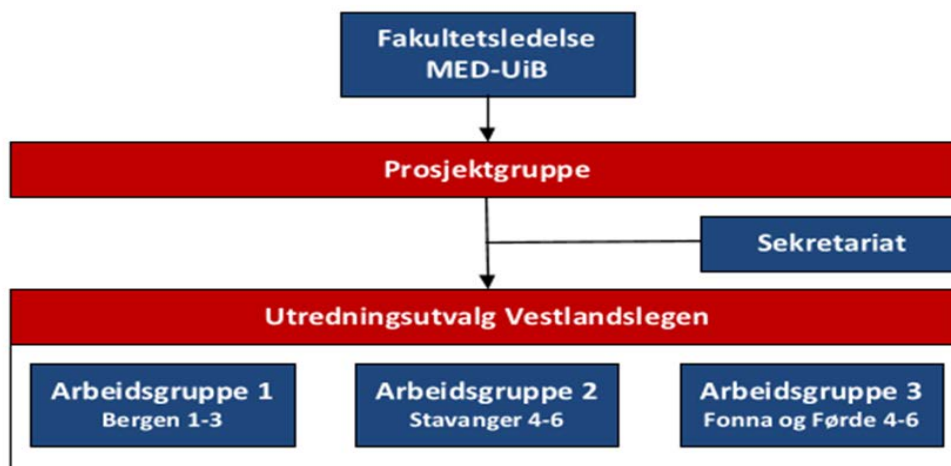 Fakultetsledelse
MED-UiB
Prosjektgruppe
Sekretariat
Utredningsutvalg Vestlandslegen
Arbeidsgruppe 1
Bergen 1-3
Arbeidsgruppe 2
Stavanger 4-6
Arbeidsgruppe 3
Fonna og Førde 4-6